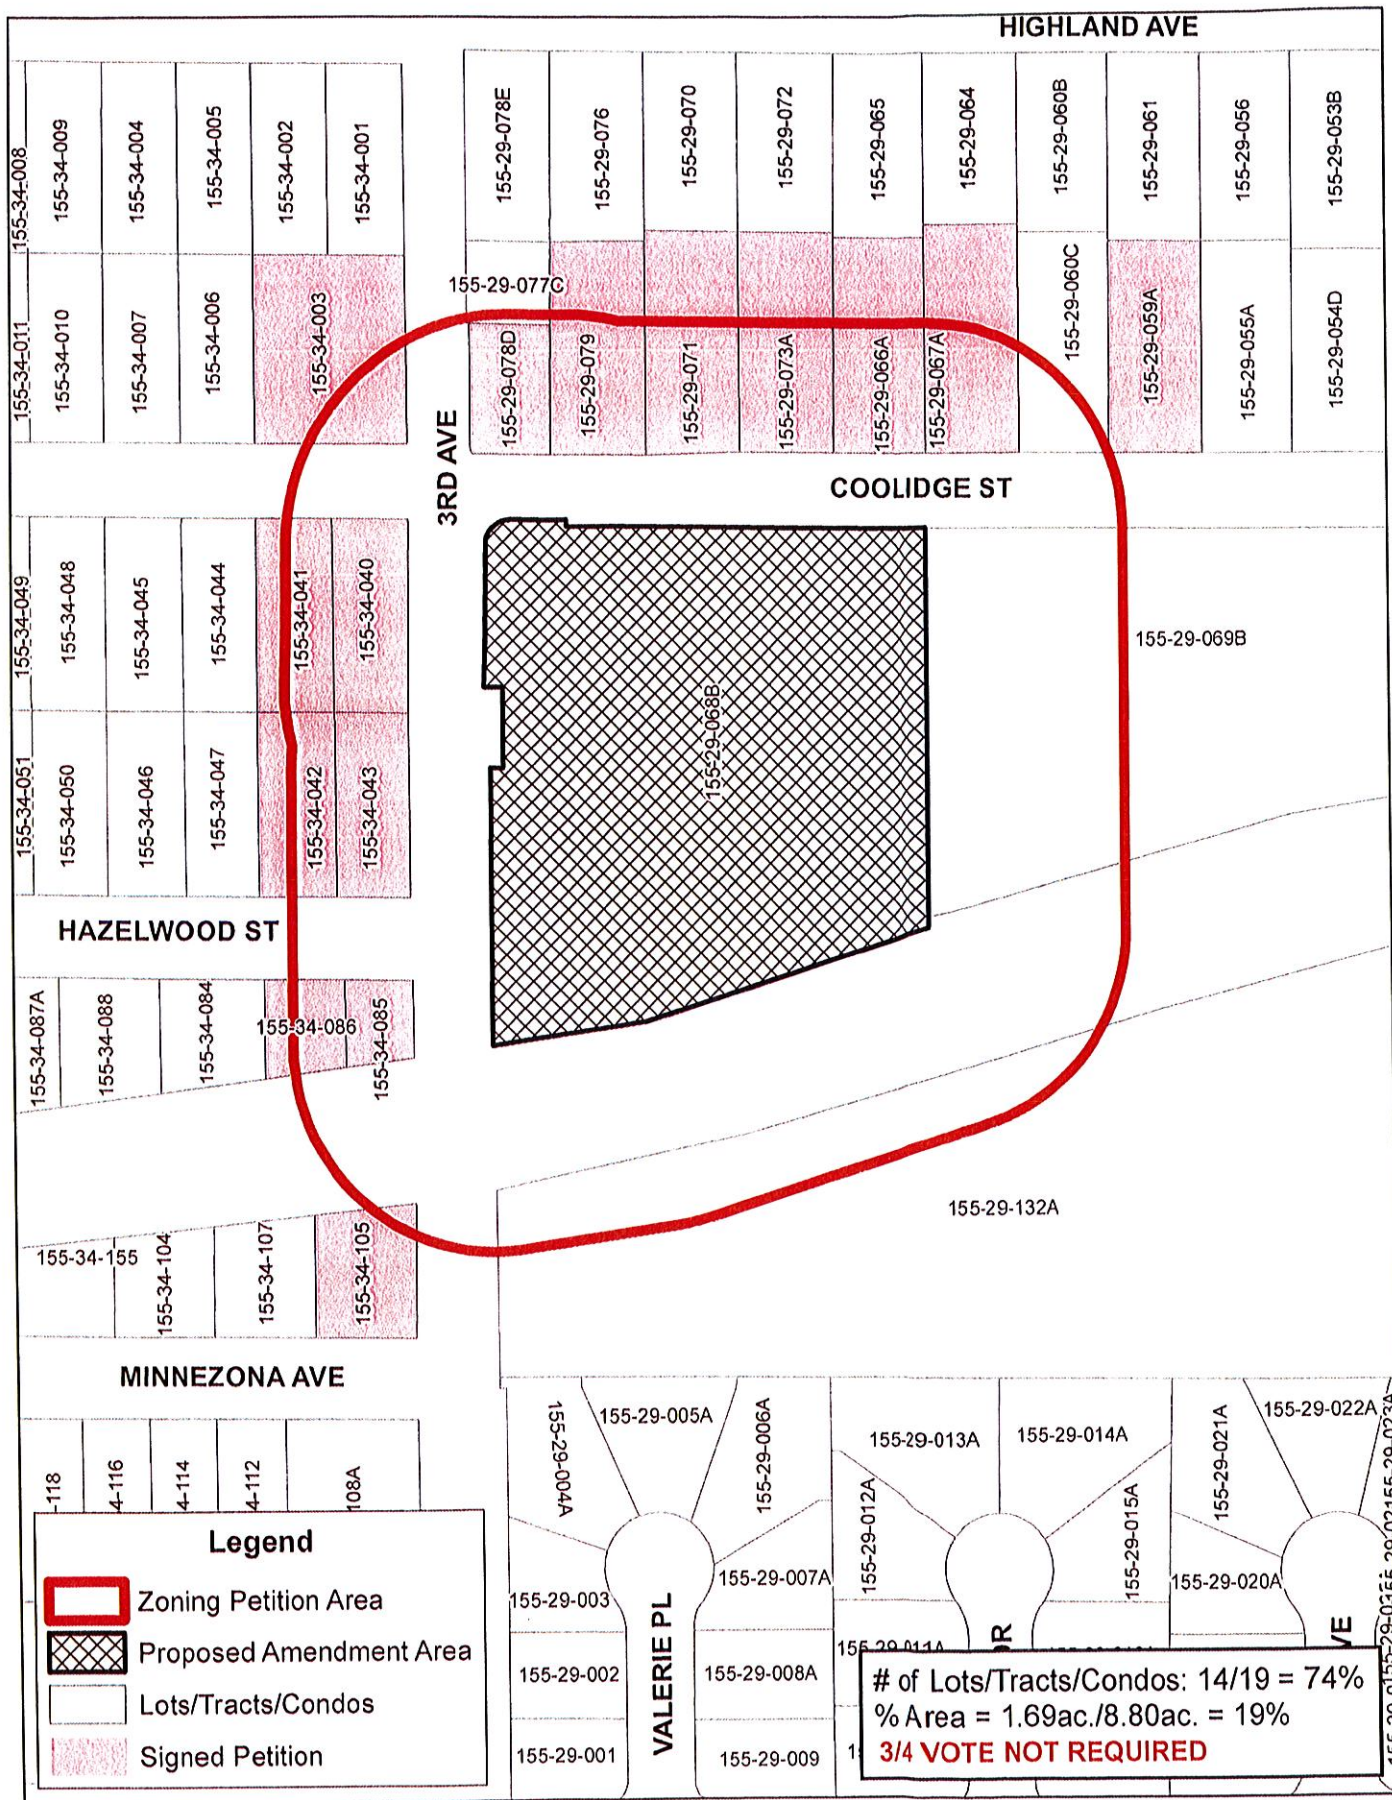 HIGHLAND AVE
155-34-008
155-34-009
155-34-004
155-34-005
155-34-002
155-34-001
155-29-078E
155-29-076
155-29-070
155-29-072
155-29-065
155-29-064
155-29-060B
155-29-061
155-29-056
155-29-053B
155-34-011
155-34-010
155-34-007
155-34-006
155-34-003
155-29-077C
155-29-078D
155-29-079
155-29-071
155-29-073A
155-29-066A
155-29-067A
155-29-060C
155-29-059A
155-29-055A
155-29-054D
3RD AVE
COOLIDGE ST
155-34-049
155-34-048
155-34-045
155-34-044
155-34-041
155-34-040
155-29-069B
155-29-068B
155-34-051
155-34-050
155-34-046
155-34-047
155-34-042
155-34-043
HAZELWOOD ST
155-34-087A
155-34-088
155-34-084
155-34-086
155-34-085
155-29-132A
155-34-155
155-34-104
155-34-107
155-34-105
MINNEZONA AVE
-118
4-116
4-114
4-112
108A
155-29-004A
155-29-005A
155-29-006A
155-29-013A
155-29-014A
155-29-021A
155-29-022A
155-29-023A
155-29-012A
155-29-015A
155-29-003
155-29-007A
155-29-020A
155-29-002
155-29-008A
155-29-011A
155-29-001
155-29-009
VALERIE PL
DR
VE
Legend
Zoning Petition Area
Proposed Amendment Area
Lots/Tracts/Condos
Signed Petition
# of Lots/Tracts/Condos: 14/19 = 74%
% Area = 1.69ac./8.80ac. = 19%
3/4 VOTE NOT REQUIRED